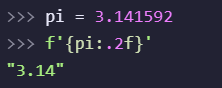 >>> pi = 3.141592
>>> f'{pi:.2f}'
"3.14"